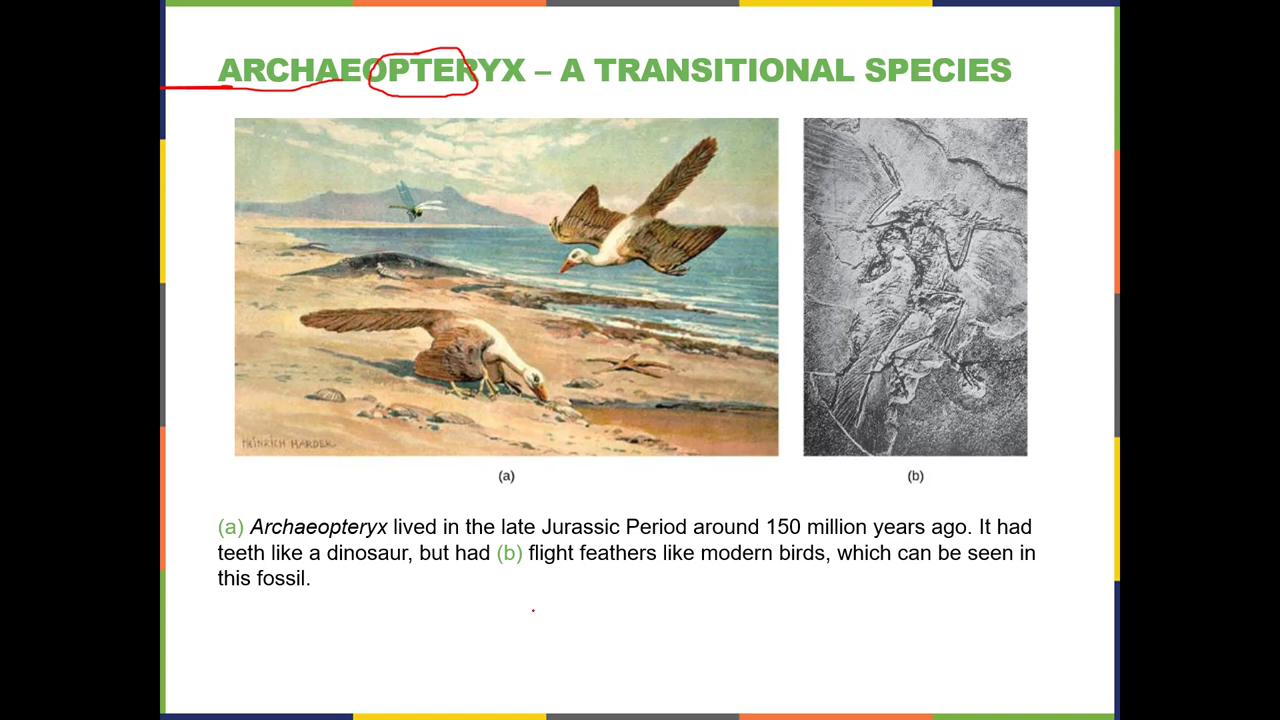 ARCHAEOPTERYX – A TRANSITIONAL SPECIES
HEINRICH HARDER
(a)
(b)
(a) Archaeopteryx lived in the late Jurassic Period around 150 million years ago. It had
teeth like a dinosaur, but had (b) flight feathers like modern birds, which can be seen in
this fossil.